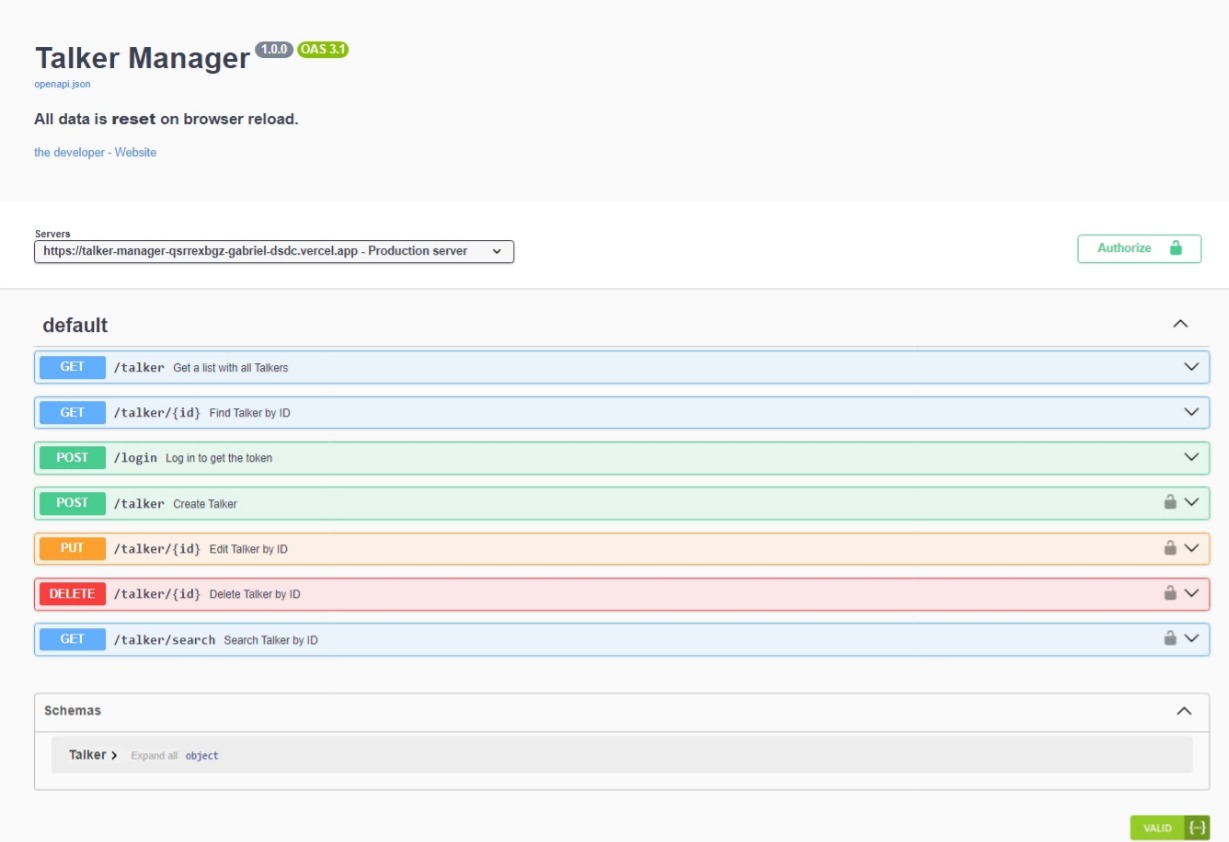 Talker Manager 1.0.0 OAS 3.1
openapi.json
All data is reset on browser reload.
the developer - Website
Servers
https://talker-manager-qsrrexbgz-gabriel-dsdc.vercel.app - Production server
Authorize
default
GET /talker Get a list with all Talkers
GET /talker/{id} Find Talker by ID
POST /login Log in to get the token
POST /talker Create Talker
PUT /talker/{id} Edit Talker by ID
DELETE /talker/{id} Delete Talker by ID
GET /talker/search Search Talker by ID
Schemas
Talker > Expand all object
VALID {...}